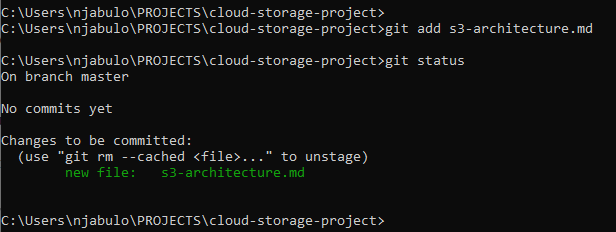 C:\Users\njabulo\PROJECTS\cloud-storage-project>
C:\Users\njabulo\PROJECTS\cloud-storage-project>git add s3-architecture.md
C:\Users\njabulo\PROJECTS\cloud-storage-project>git status
On branch master
No commits yet
Changes to be committed:
  (use "git rm --cached <file>..." to unstage)
        new file:   s3-architecture.md
C:\Users\njabulo\PROJECTS\cloud-storage-project>